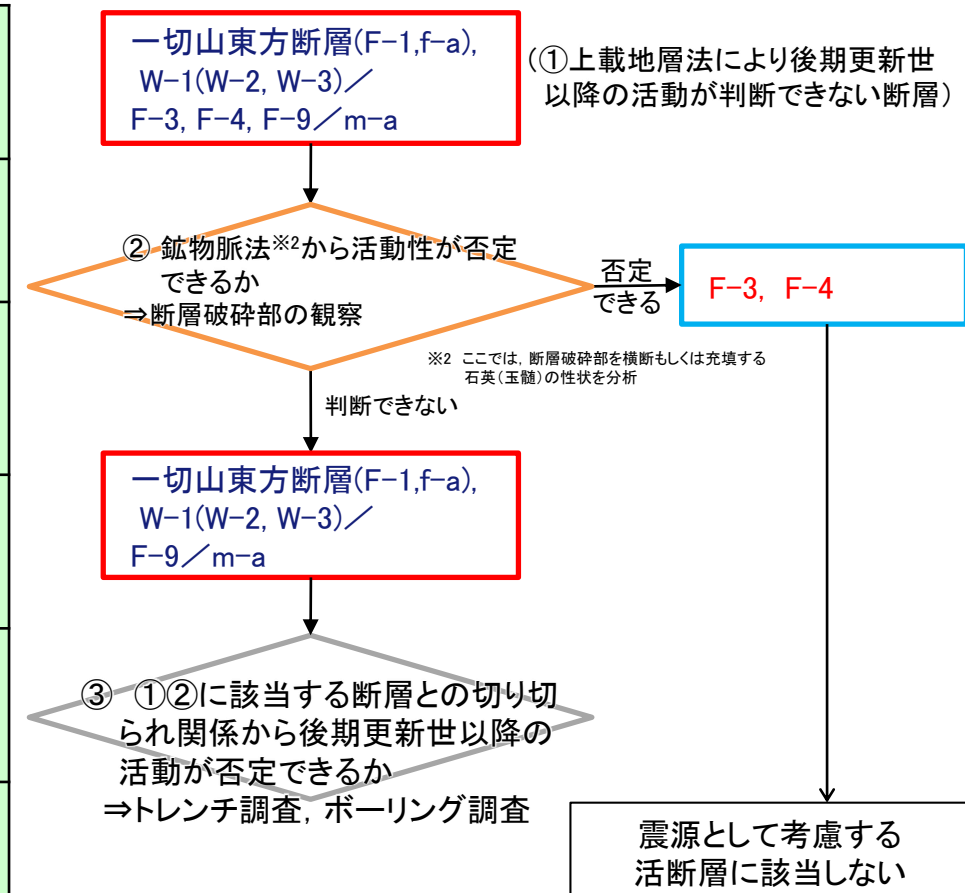 一切山東方断層(F-1,f-a),
W-1(W-2, W-3)／
F-3, F-4, F-9／m-a
(①上載地層法により後期更新世
以降の活動が判断できない断層)
② 鉱物脈法※2から活動性が否定
できるか
⇒断層破砕部の観察
否定
できる
F-3, F-4
※2 ここでは, 断層破砕部を横断もしくは充填する
石英(玉髄)の性状を分析
判断できない
一切山東方断層(F-1,f-a),
W-1(W-2, W-3)／
F-9／m-a
③ ①②に該当する断層との切り切
られ関係から後期更新世以降の
活動が否定できるか
⇒トレンチ調査, ボーリング調査
震源として考慮する
活断層に該当しない